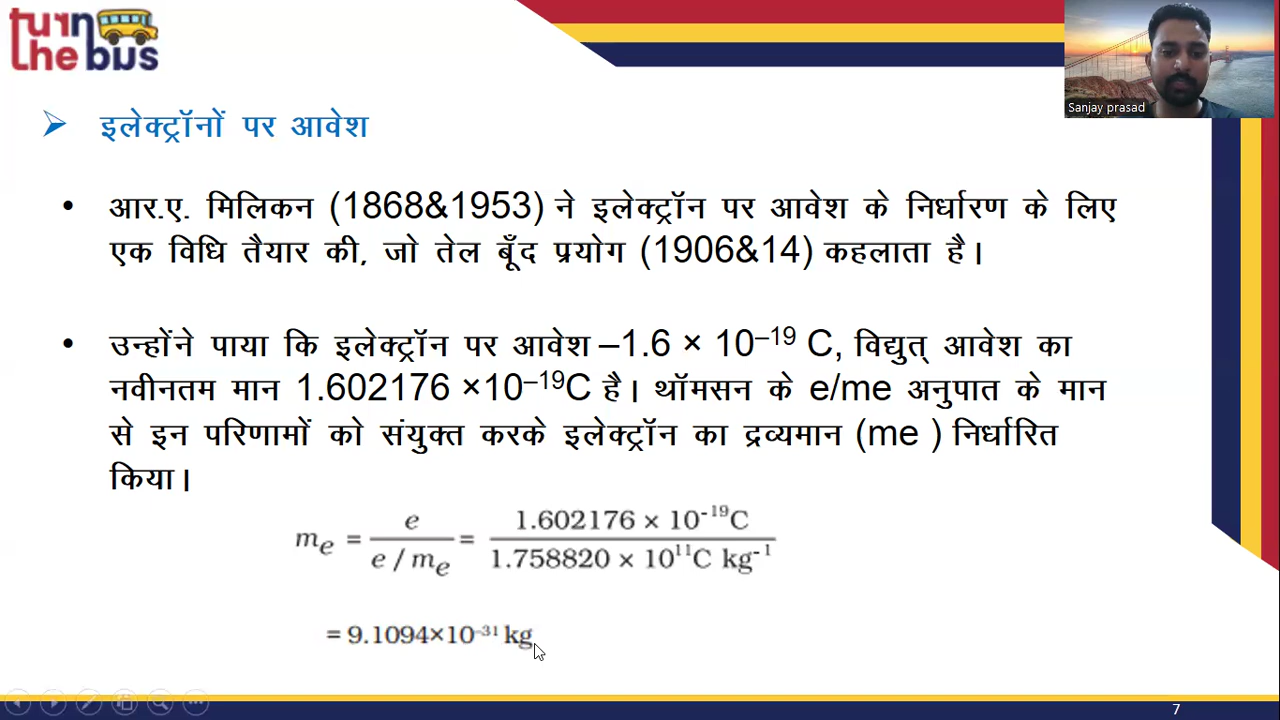 turn
the bus
Sanjay prasad
➢ इलेक्ट्रॉनों पर आवेश
• आर.ए. मिलिकन (1868&1953) ने इलेक्ट्रॉन पर आवेश के निर्धारण के लिए
एक विधि तैयार की, जो तेल बूँद प्रयोग (1906&14) कहलाता है।
• उन्होंने पाया कि इलेक्ट्रॉन पर आवेश –1.6 × 10⁻¹⁹ C, विद्युत् आवेश का
नवीनतम मान 1.602176 ×10⁻¹⁹C है। थॉमसन के e/me अनुपात के मान
से इन परिणामों को संयुक्त करके इलेक्ट्रॉन का द्रव्यमान (me ) निर्धारित
किया।
mₑ = e / (e / mₑ) = 1.602176 × 10⁻¹⁹C / 1.758820 × 10¹¹C kg⁻¹
= 9.1094×10⁻³¹ kg
7